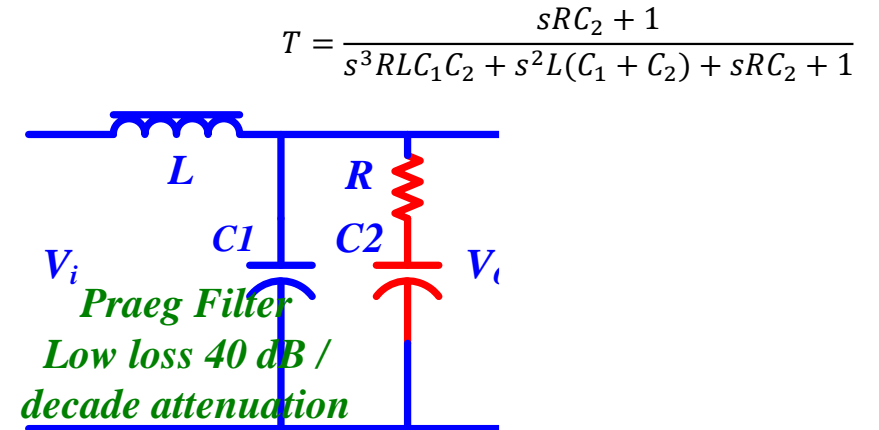 T = (sRC₂ + 1) / (s³RLC₁C₂ + s²L(C₁ + C₂) + sRC₂ + 1)
L
R
C1
C2
Vᵢ
Praeg Filter
Low loss 40 dB /
decade attenuation